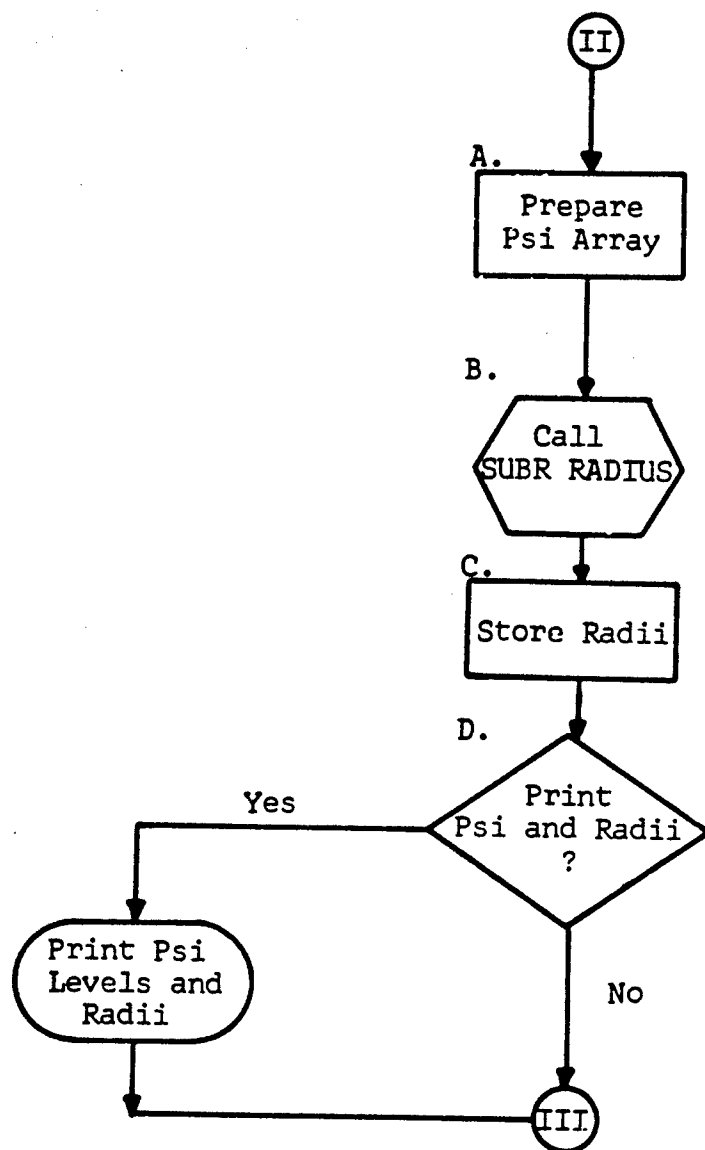 II
A.
Prepare
Psi Array
B.
Call
SUBR RADIUS
C.
Store Radii
D.
Print
Psi and Radii
?
Yes
Print Psi
Levels and
Radii
No
III